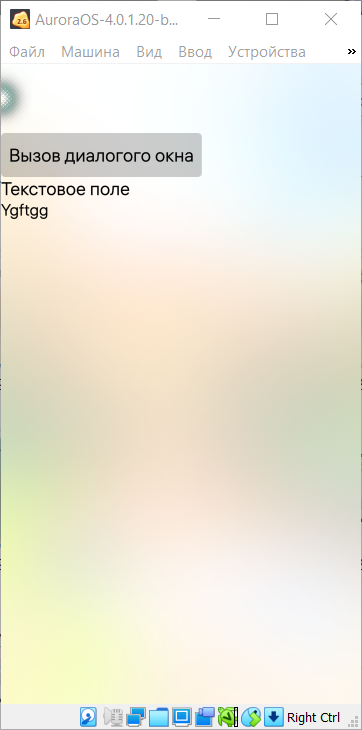 AuroraOS-4.0.1.20-b...
Файл Машина Вид Ввод Устройства »
Вызов диалогого окна
Текстовое поле
Ygftgg
Right Ctrl